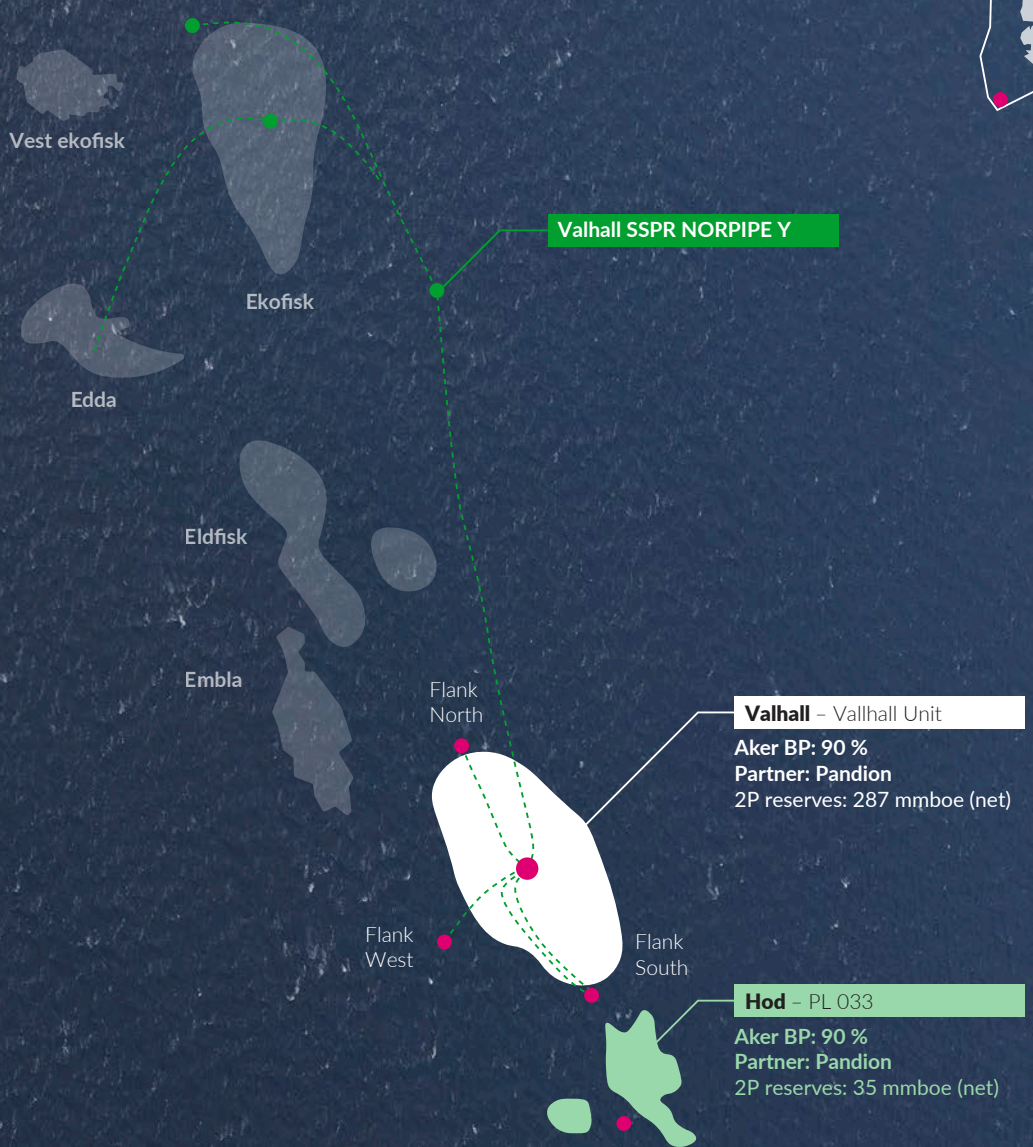 Vest ekofisk
Valhall SSPR NORPIPE Y
Ekofisk
Edda
Eldfisk
Embla
Flank
North
Valhall – Vallhall Unit
Aker BP: 90 %
Partner: Pandion
2P reserves: 287 mmboe (net)
Flank
West
Flank
South
Hod – PL 033
Aker BP: 90 %
Partner: Pandion
2P reserves: 35 mmboe (net)